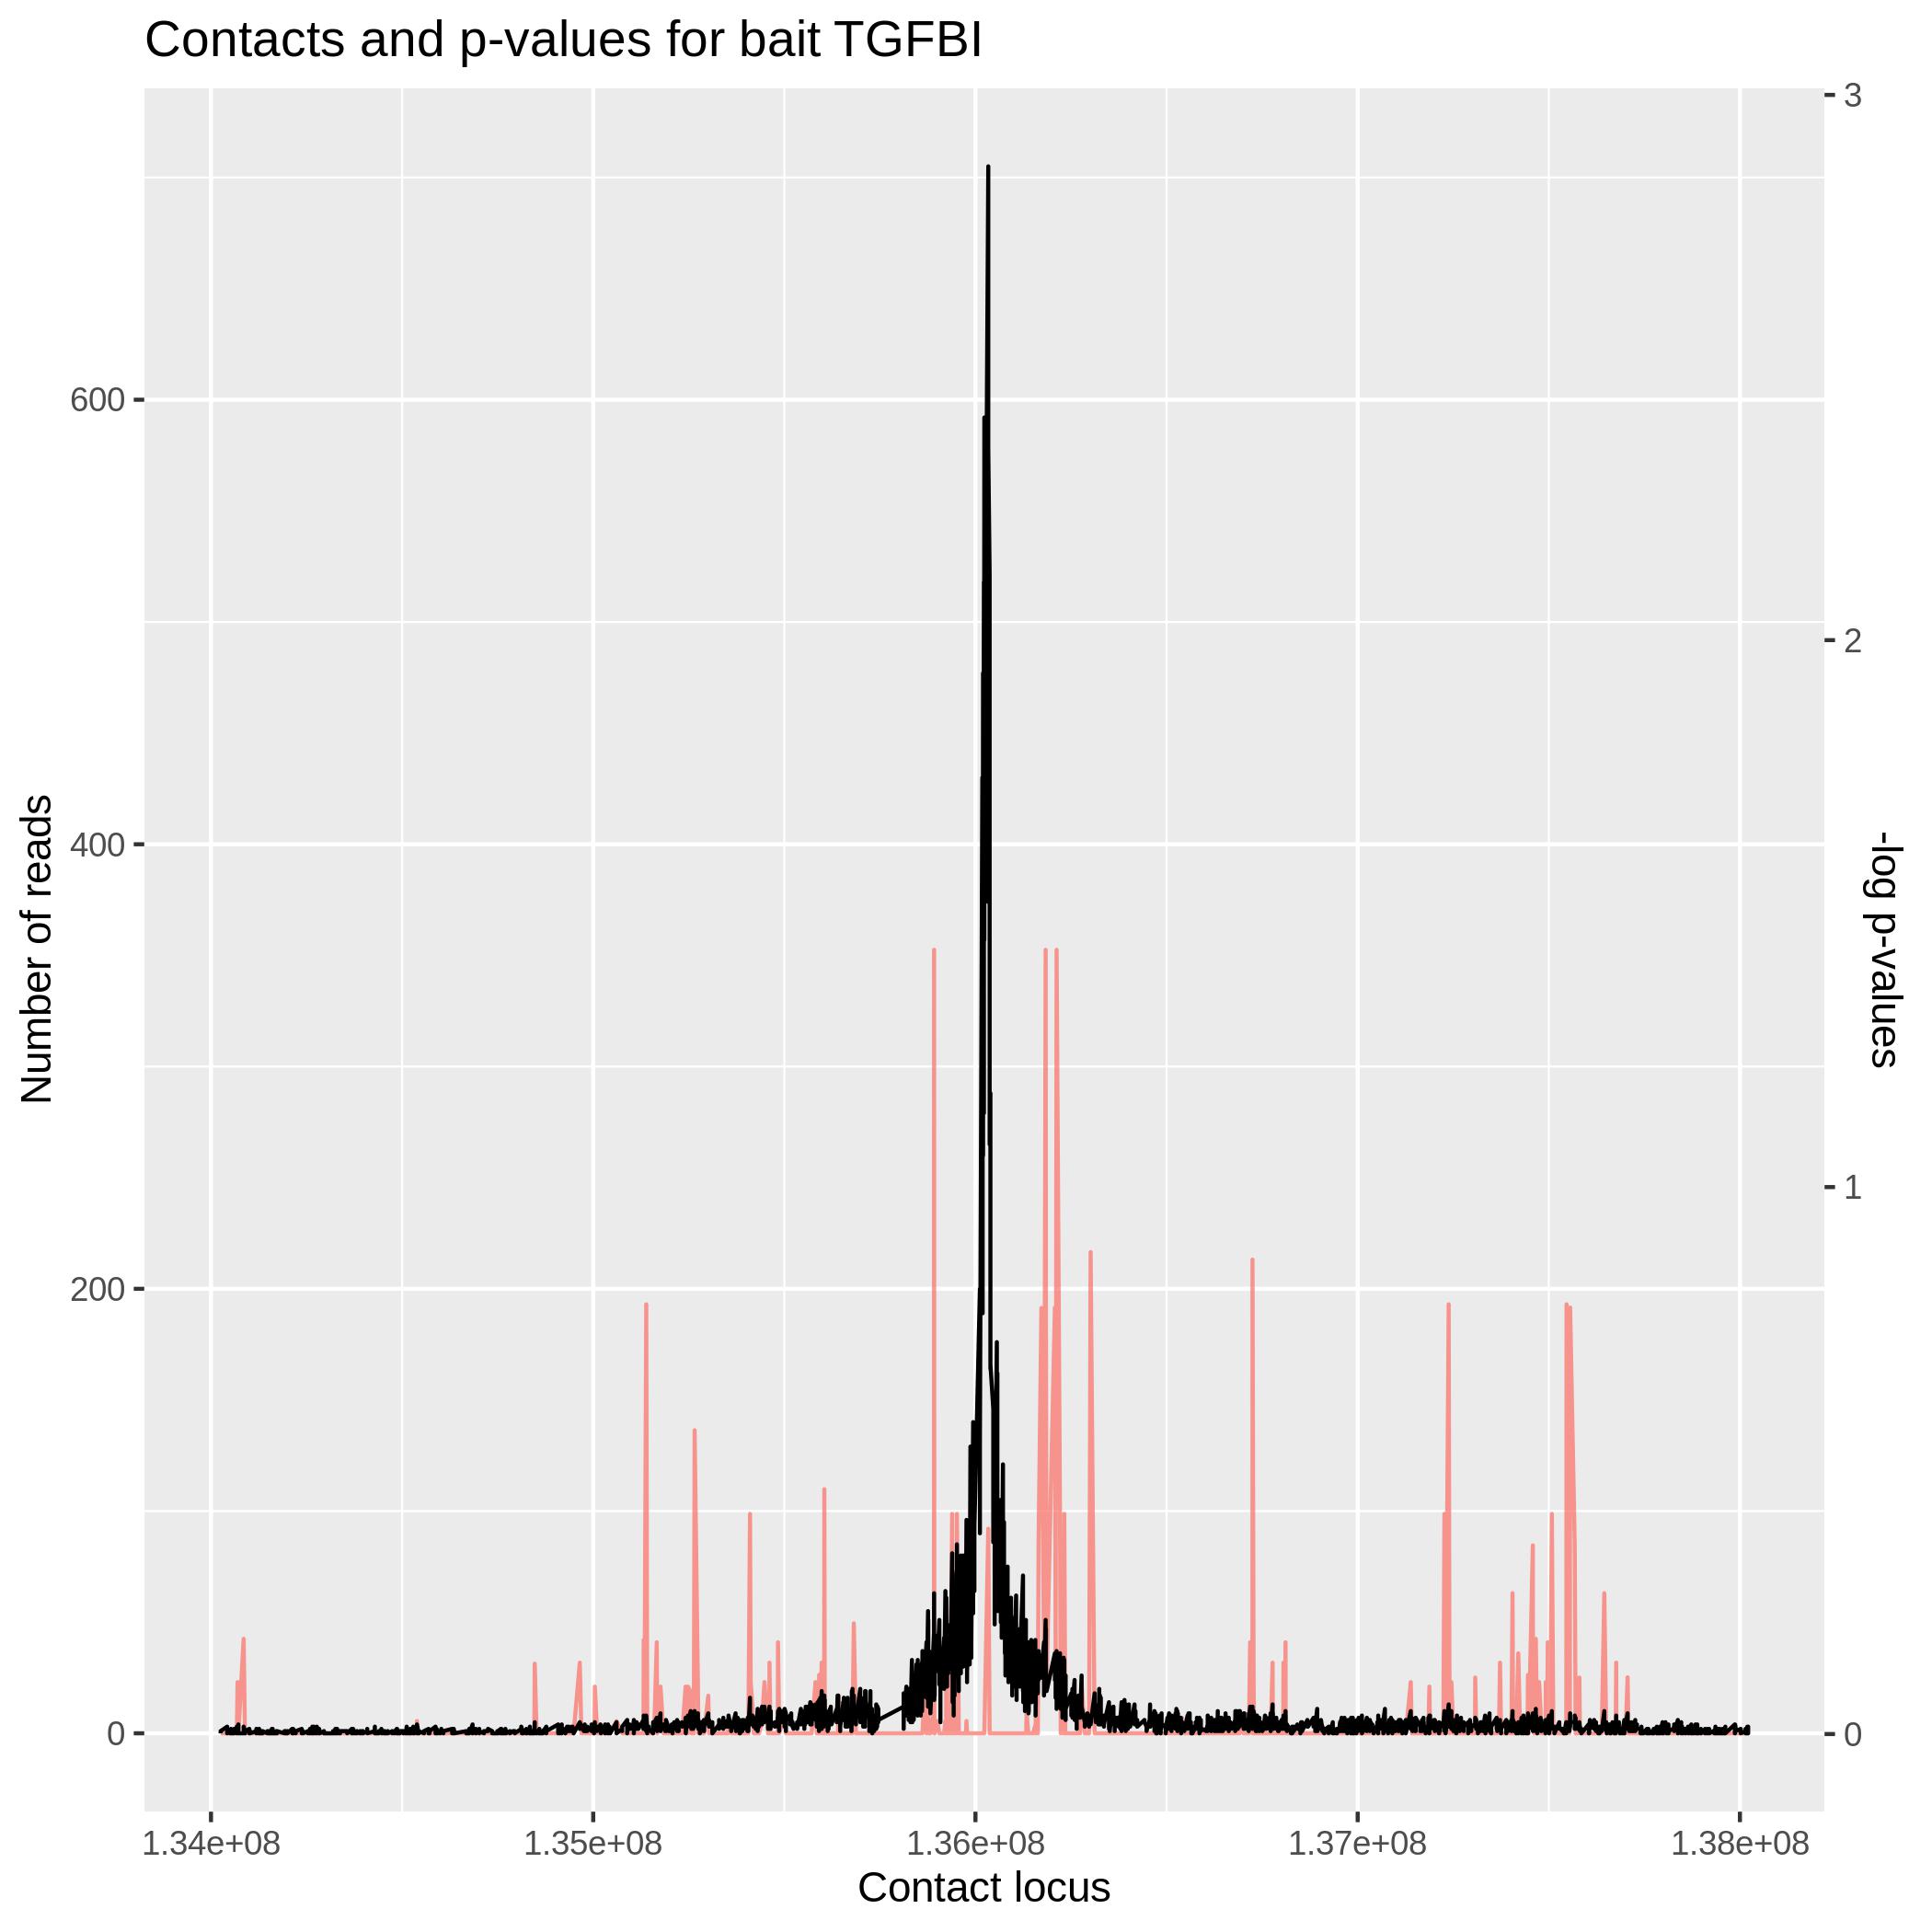 Contacts and p-values for bait TGFBI
Number of reads
600
400
200
0
3
2
1
0
-log p-values
1.34e+08 1.35e+08 1.36e+08 1.37e+08 1.38e+08
Contact locus